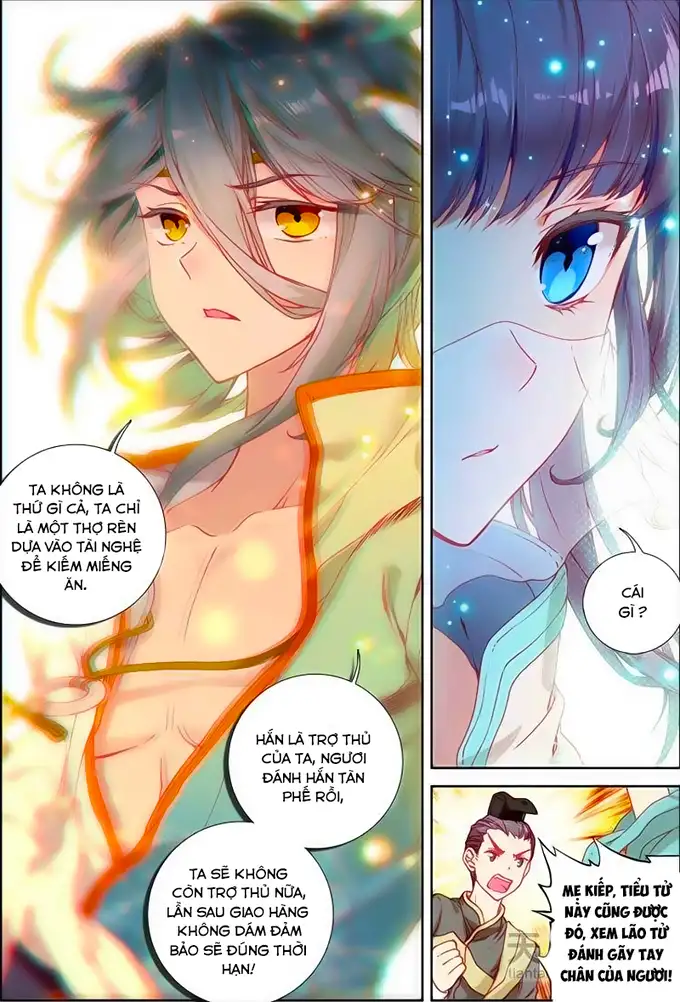 TA KHÔNG LÀ
THỨ GÌ CẢ, TA CHỈ
LÀ MỘT THỢ RÈN
DỰA VÀO TÀI NGHỆ
ĐỂ KIẾM MIẾNG
ĂN.
CÁI
GÌ ?
HẮN LÀ TRỢ THỦ
CỦA TA, NGƯƠI
ĐÁNH HẮN TÀN
PHẾ RỒI,
TA SẼ KHÔNG
CÒN TRỢ THỦ NỮA,
LẦN SAU GIAO HÀNG
KHÔNG DÁM ĐẢM
BẢO SẼ ĐÚNG THỜI
HẠN!
MẸ KIẾP, TIỂU TỬ
NÀY CŨNG ĐƯỢC
ĐÓ, XEM LÃO TỬ
ĐÁNH GÃY TAY
CHÂN CỦA NGƯƠI!
天